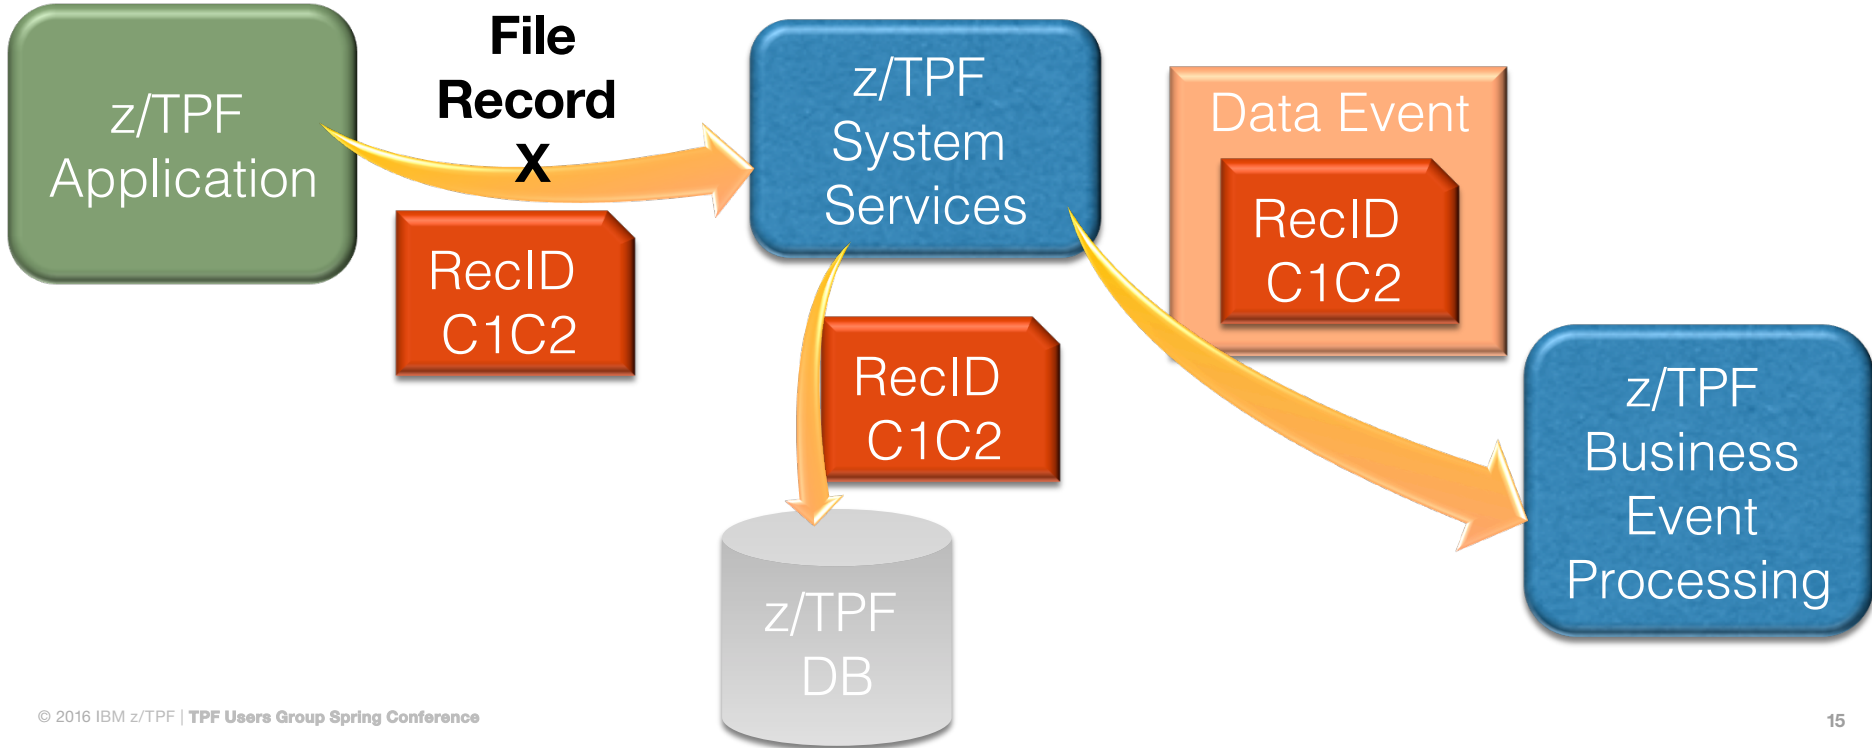 z/TPF
Application
File
Record
X
RecID
C1C2
z/TPF
System
Services
RecID
C1C2
Data Event
RecID
C1C2
z/TPF
Business
Event
Processing
z/TPF
DB
© 2016 IBM z/TPF | TPF Users Group Spring Conference
15